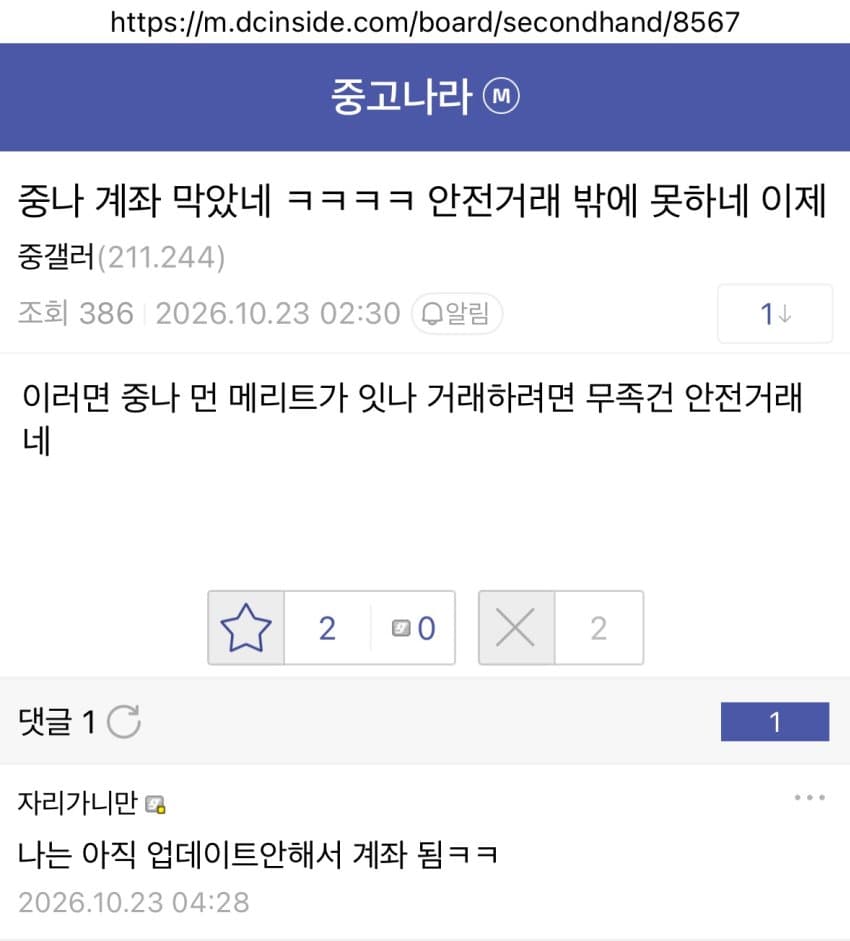 https://m.dcinside.com/board/secondhand/8567
중고나라 M
중나 계좌 막았네 ㅋㅋㅋㅋ 안전거래 밖에 못하네 이제
중갤러(211.244)
조회 386 2026.10.23 02:30 알림 1↓
이러면 중나 먼 메리트가 잇나 거래하려면 무족건 안전거래
네
2 0 2
댓글 1 1
자리가니만
나는 아직 업데이트안해서 계좌 됨ㅋㅋ
2026.10.23 04:28